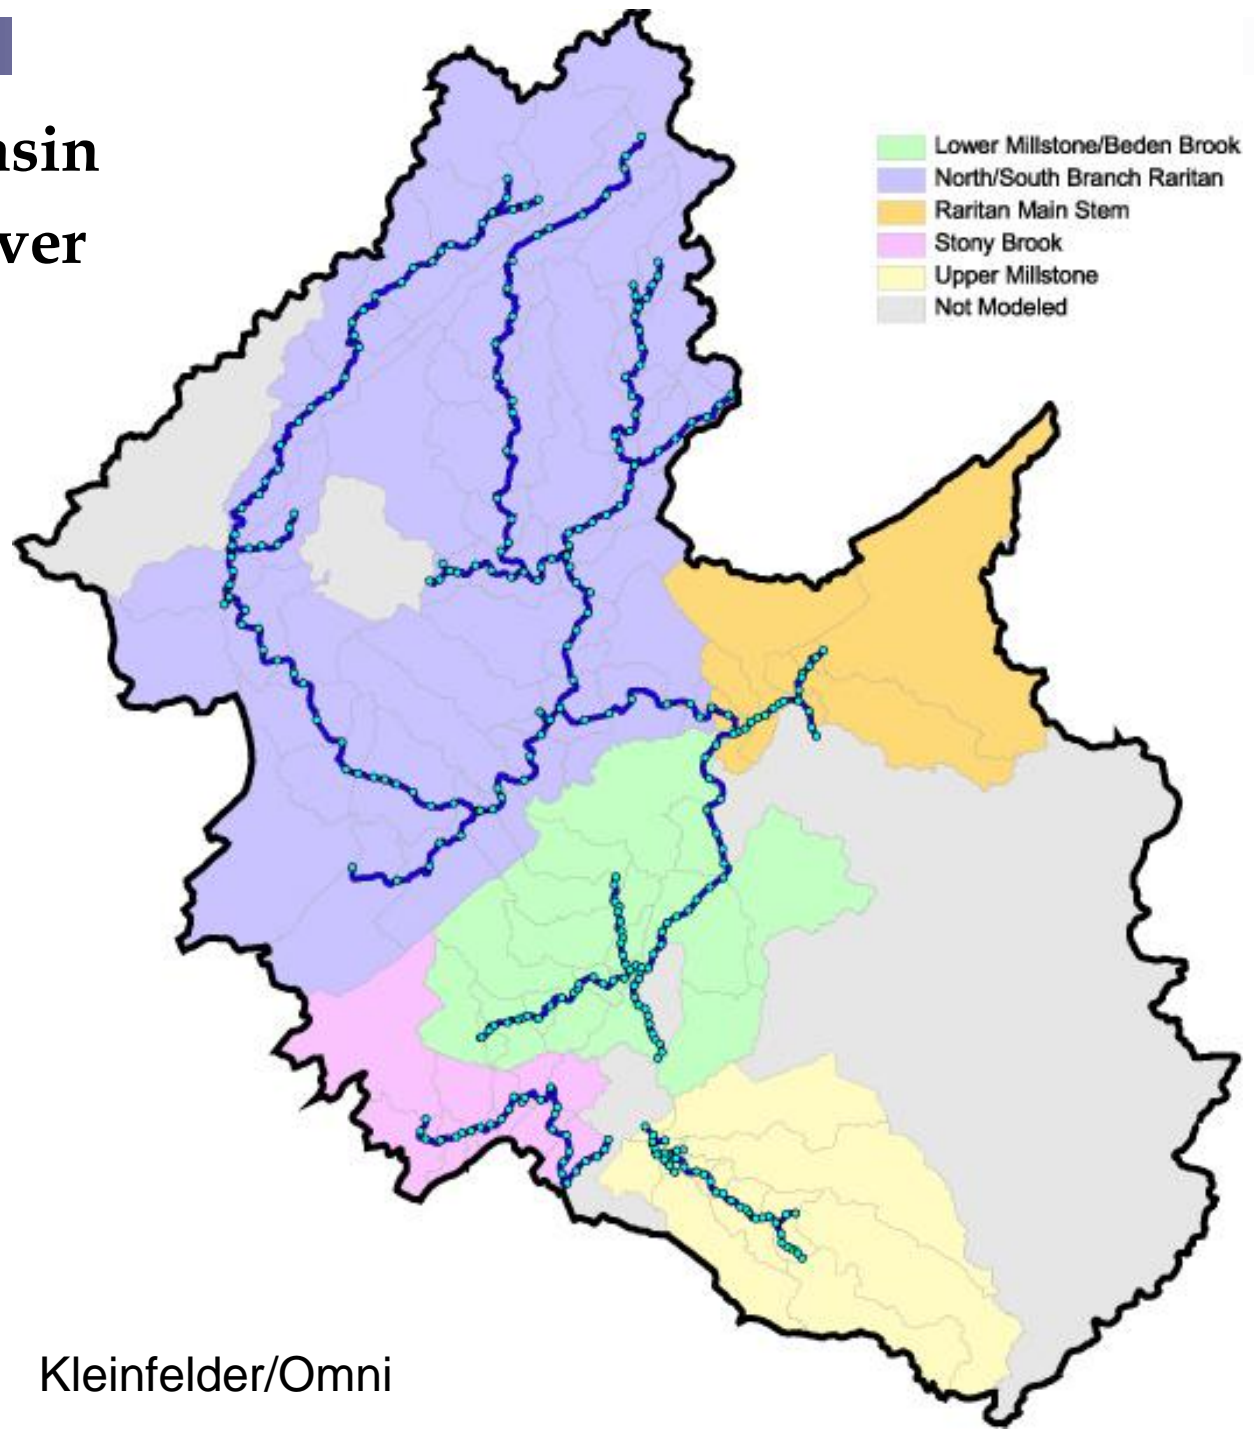 nsin
ver
Lower Millstone/Beden Brook
North/South Branch Raritan
Raritan Main Stem
Stony Brook
Upper Millstone
Not Modeled
Kleinfelder/Omni